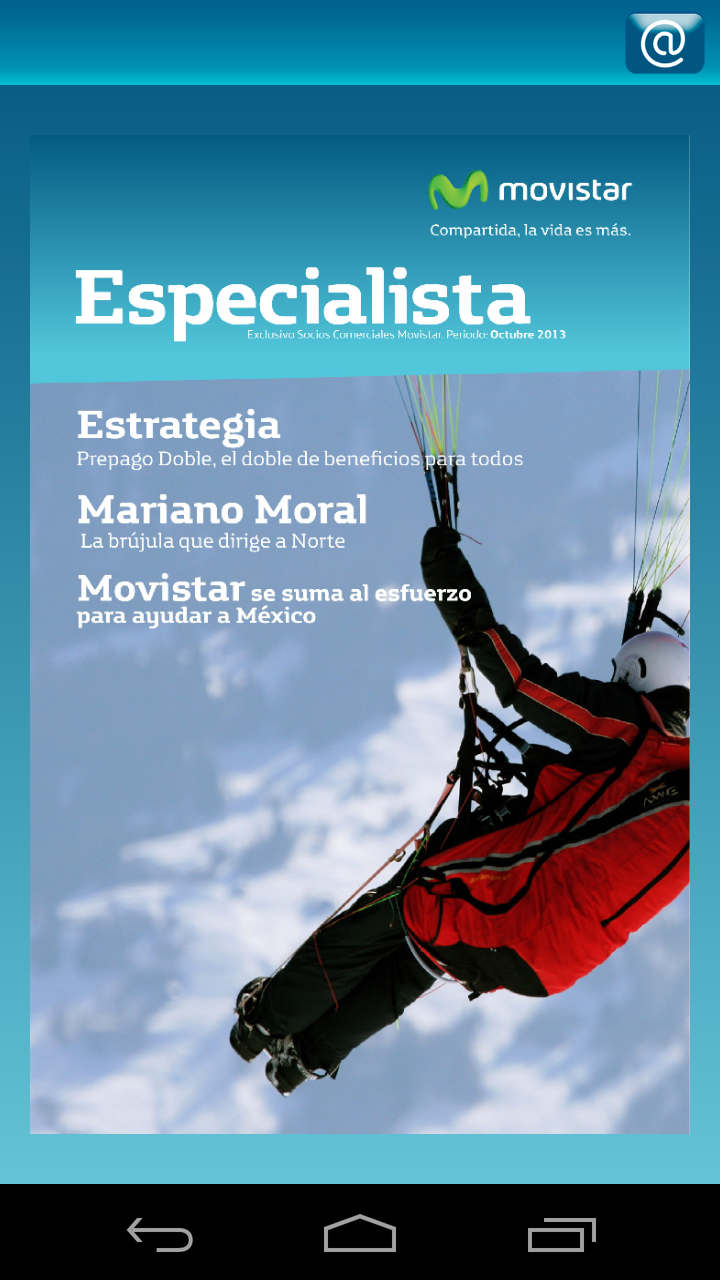 @
movistar
Compartida, la vida es más.
Especialista
Exclusivo Socios Comerciales Movistar. Periodo: Octubre 2013
Estrategia
Prepago Doble, el doble de beneficios para todos
Mariano Moral
La brújula que dirige a Norte
Movistar se suma al esfuerzo
para ayudar a México